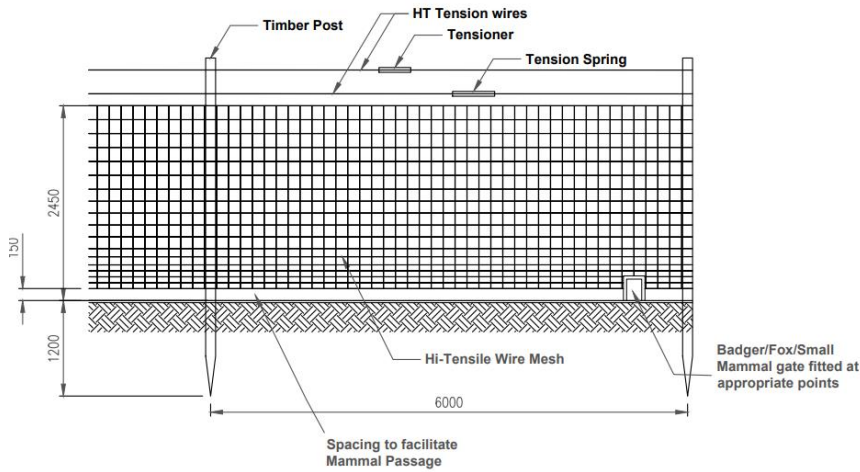 HT Tension wires
Timber Post
Tensioner
Tension Spring
2450
150
1200
Hi-Tensile Wire Mesh
Badger/Fox/Small
Mammal gate fitted at
appropriate points
6000
Spacing to facilitate
Mammal Passage